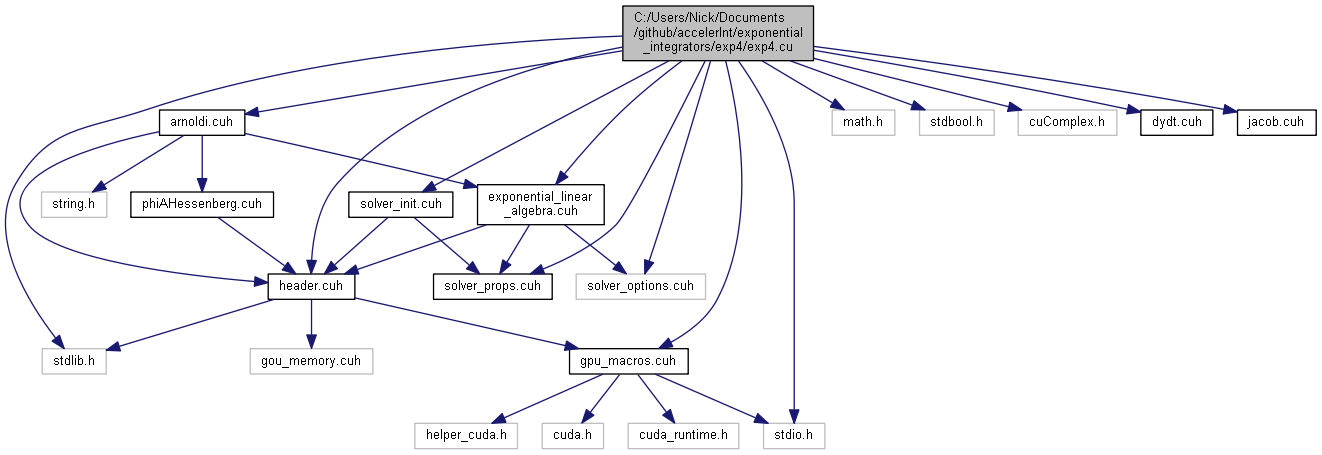 C:/Users/Nick/Documents
/github/accelerInt/exponential
_integrators/exp4/exp4.cu
arnoldi.cuh
math.h
stdbool.h
cuComplex.h
dydt.cuh
jacob.cuh
string.h
phiAHessenberg.cuh
solver_init.cuh
exponential_linear
_algebra.cuh
header.cuh
solver_props.cuh
solver_options.cuh
stdlib.h
gou_memory.cuh
gpu_macros.cuh
helper_cuda.h
cuda.h
cuda_runtime.h
stdio.h